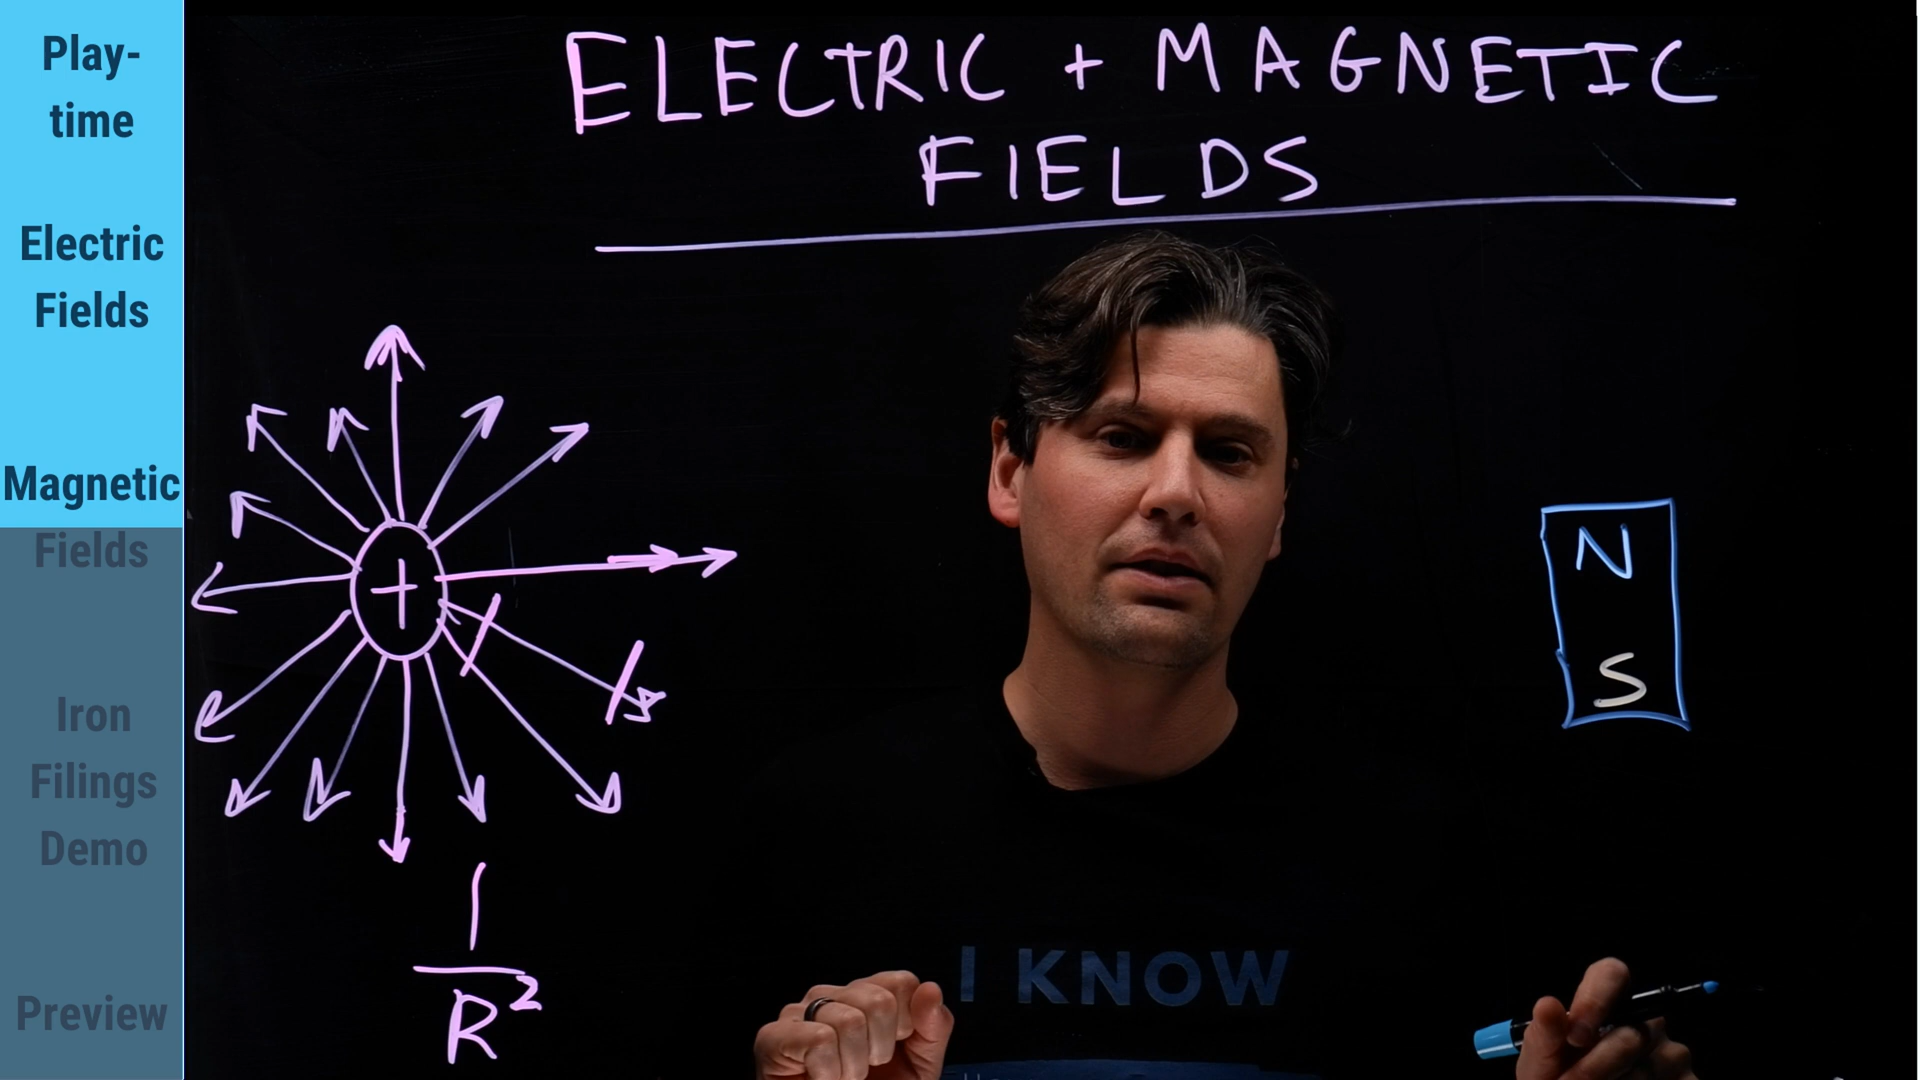 Play-
time
Electric
Fields
Magnetic
Fields
Iron
Filings
Demo
Preview
ELECTRIC + MAGNETIC
FIELDS
+
1
R²
N
S
I KNOW